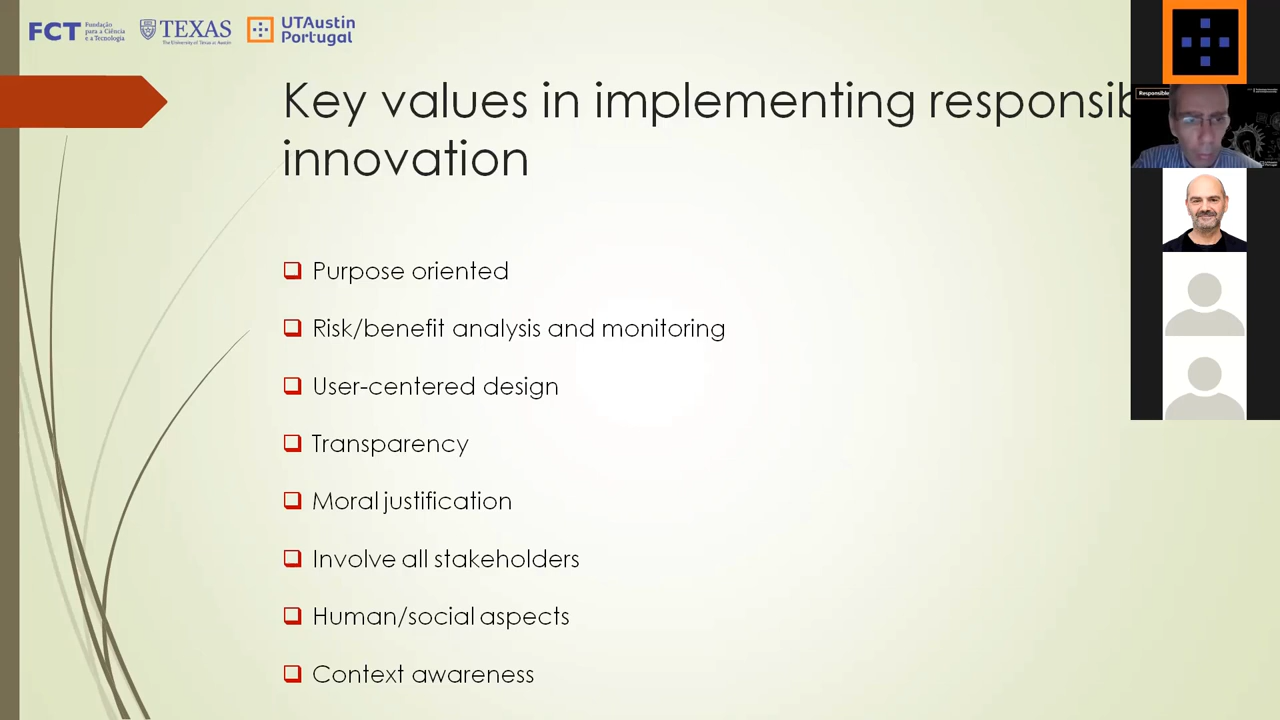 FCT Fundação
para a Ciência
e a Tecnologia
TEXAS
The University of Texas at Austin
UTAustin
Portugal
Key values in implementing responsib
innovation
Responsible
Purpose oriented
Risk/benefit analysis and monitoring
User-centered design
Transparency
Moral justification
Involve all stakeholders
Human/social aspects
Context awareness